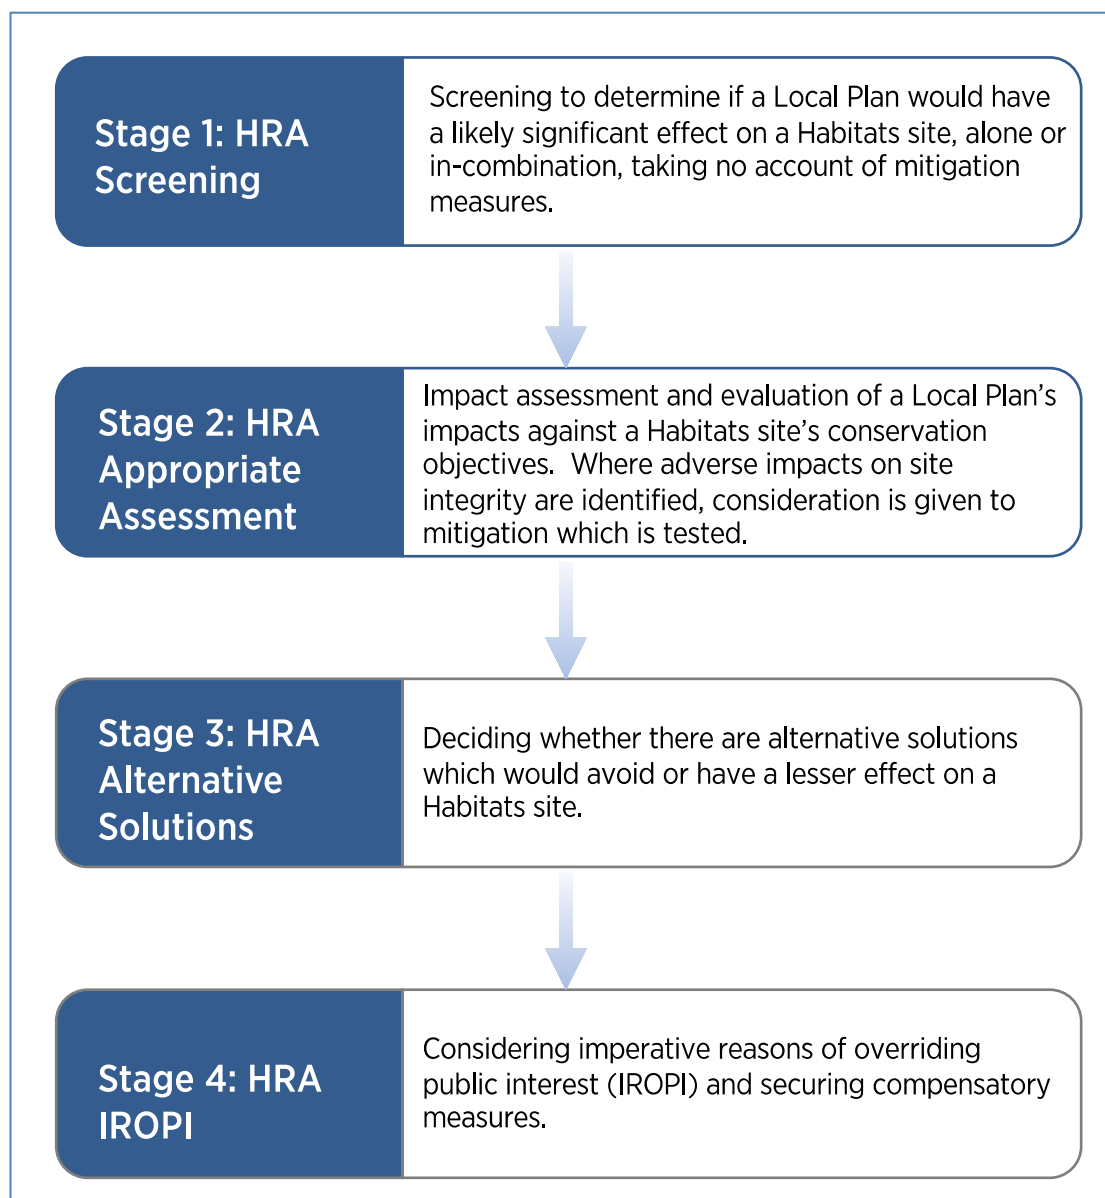 Stage 1: HRA
Screening
Screening to determine if a Local Plan would have
a likely significant effect on a Habitats site, alone or
in-combination, taking no account of mitigation
measures.
Stage 2: HRA
Appropriate
Assessment
Impact assessment and evaluation of a Local Plan’s
impacts against a Habitats site’s conservation
objectives.  Where adverse impacts on site
integrity are identified, consideration is given to
mitigation which is tested.
Stage 3: HRA
Alternative
Solutions
Deciding whether there are alternative solutions
which would avoid or have a lesser effect on a
Habitats site.
Stage 4: HRA
IROPI
Considering imperative reasons of overriding
public interest (IROPI) and securing compensatory
measures.